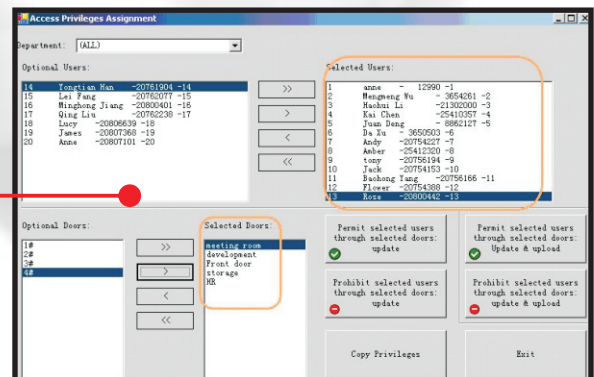 Access Privileges Assignment
Department: (ALL)
Optional Users:
14 Yongtian Han -20761904 -14
15 Lei Fang -20762077 -15
16 Minghong Jiang -20800401 -16
17 Qing Liu -20762238 -17
18 Lucy -20806639 -18
19 James -20807368 -19
20 Anne -20807101 -20
>>
>
<
<<
Selected Users:
1 anne - 12990 -1
2 Mengmeng Wu - 3654261 -2
3 Haohui Li -21302000 -3
4 Kai Chen -25410357 -4
5 Juan Deng - 8862127 -5
6 Da Xu - 3650503 -6
7 Andy -20754227 -7
8 Amber -25412320 -8
9 tony -20756194 -9
10 Jack -20754153 -10
11 Baohong Tang -20756166 -11
12 Flower -20754388 -12
13 Rose -20800442 -13
Optional Doors:
1#
2#
3#
4#
>>
>
<
<<
Selected Doors:
meeting room
development
Front door
storage
HR
Permit selected users
through selected doors:
update
Permit selected users
through selected doors:
Update & upload
Prohibit selected users
through selected doors:
update
Prohibit selected users
through selected doors:
update & upload
Copy Privileges
Exit